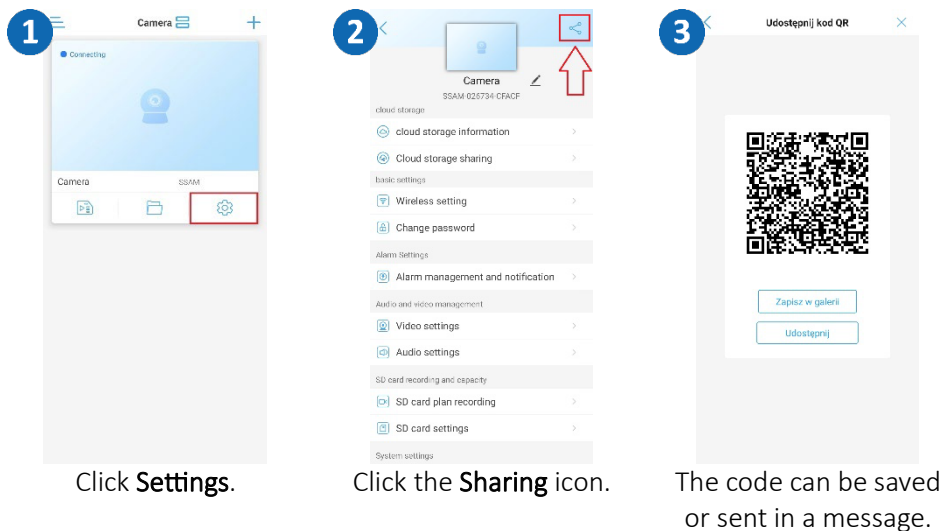 1
Camera
Connecting
Camera SSAM
Click Settings.
2
Camera
SSAM-026734-CFACF
cloud storage
cloud storage information
Cloud storage sharing
basic settings
Wireless setting
Change password
Alarm Settings
Alarm management and notification
Audio and video management
Video settings
Audio settings
SD card recording and capacity
SD card plan recording
SD card settings
System settings
Click the Sharing icon.
3
Udostępnij kod QR
Zapisz w galerii
Udostępnij
The code can be saved
or sent in a message.